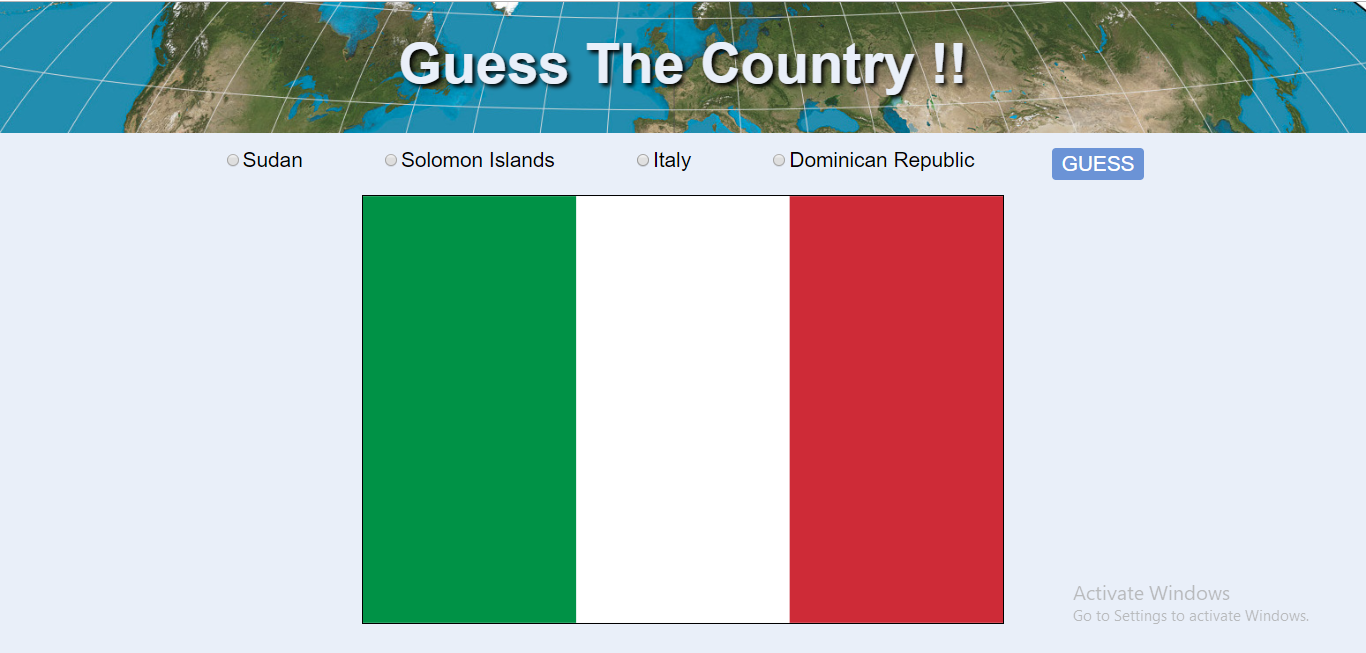 Guess The Country !!
Sudan Solomon Islands Italy Dominican Republic GUESS
Activate Windows
Go to Settings to activate Windows.